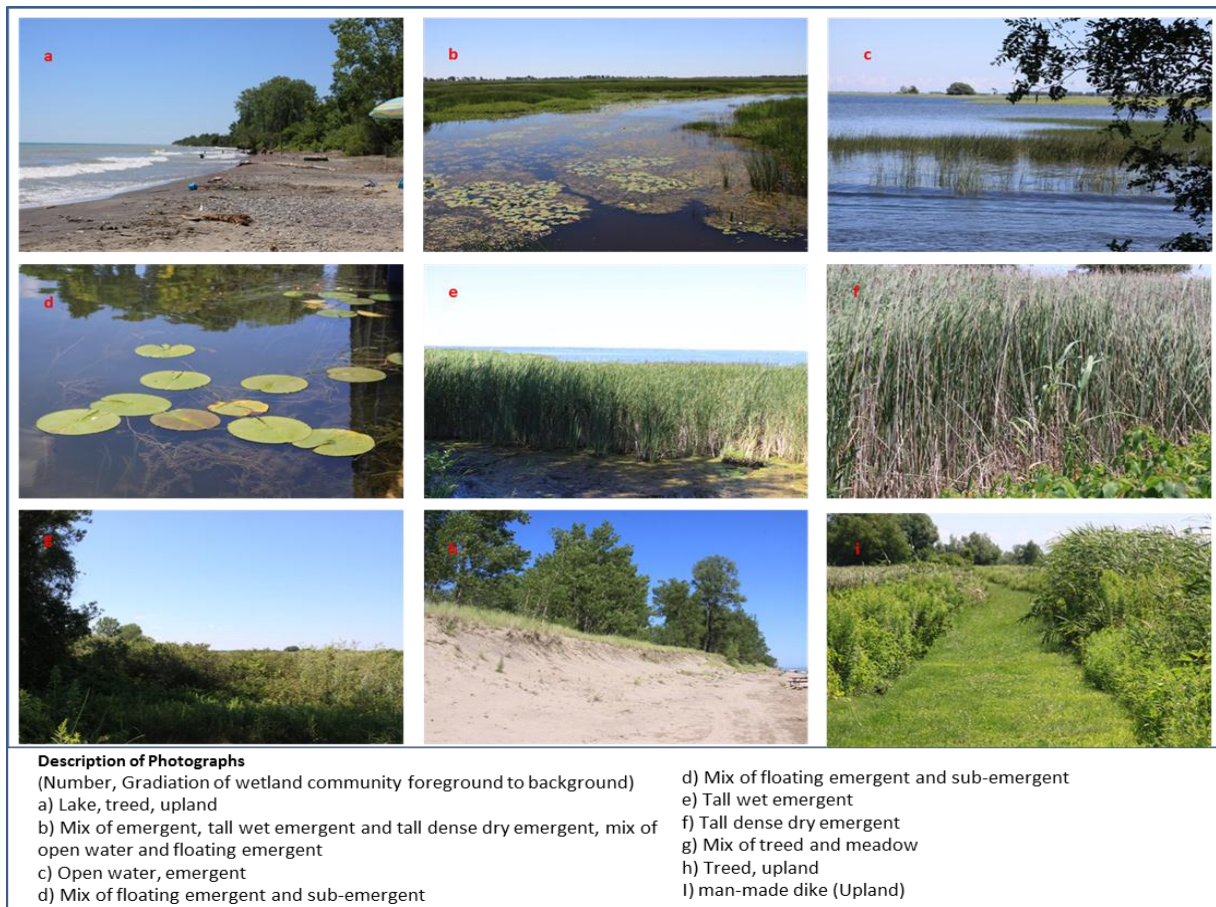 a
b
c
d
e
f
g
h
i
Description of Photographs
(Number, Gradiation of wetland community foreground to background)
a) Lake, treed, upland
b) Mix of emergent, tall wet emergent and tall dense dry emergent, mix of
open water and floating emergent
c) Open water, emergent
d) Mix of floating emergent and sub-emergent
d) Mix of floating emergent and sub-emergent
e) Tall wet emergent
f) Tall dense dry emergent
g) Mix of treed and meadow
h) Treed, upland
I) man-made dike (Upland)